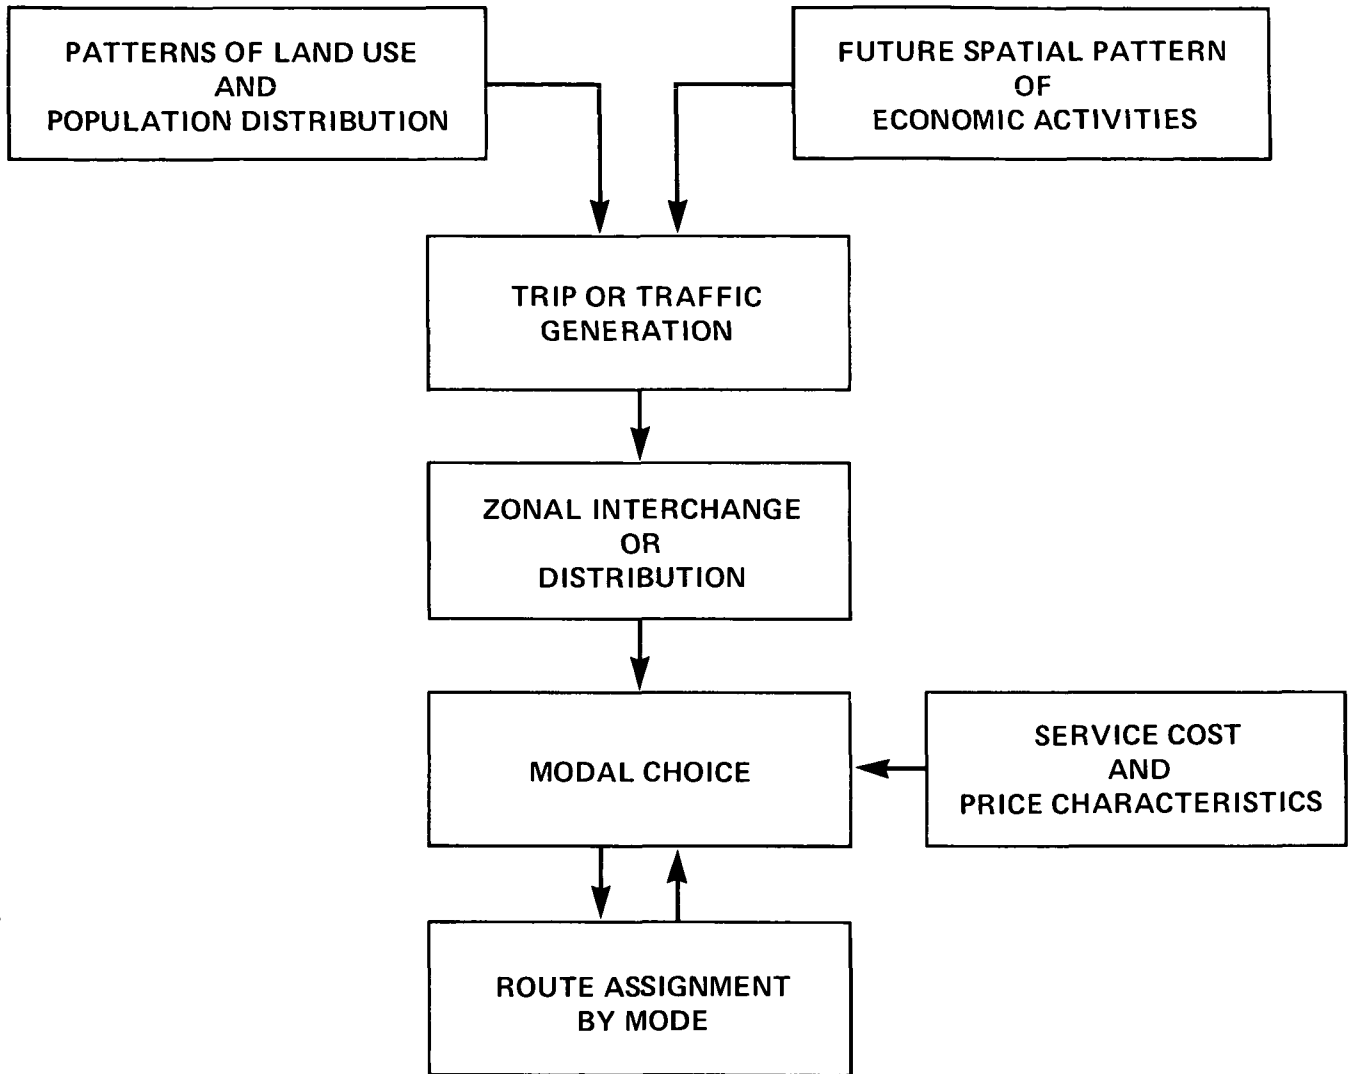 PATTERNS OF LAND USE
AND
POPULATION DISTRIBUTION
FUTURE SPATIAL PATTERN
OF
ECONOMIC ACTIVITIES
TRIP OR TRAFFIC
GENERATION
ZONAL INTERCHANGE
OR
DISTRIBUTION
MODAL CHOICE
SERVICE COST
AND
PRICE CHARACTERISTICS
ROUTE ASSIGNMENT
BY MODE